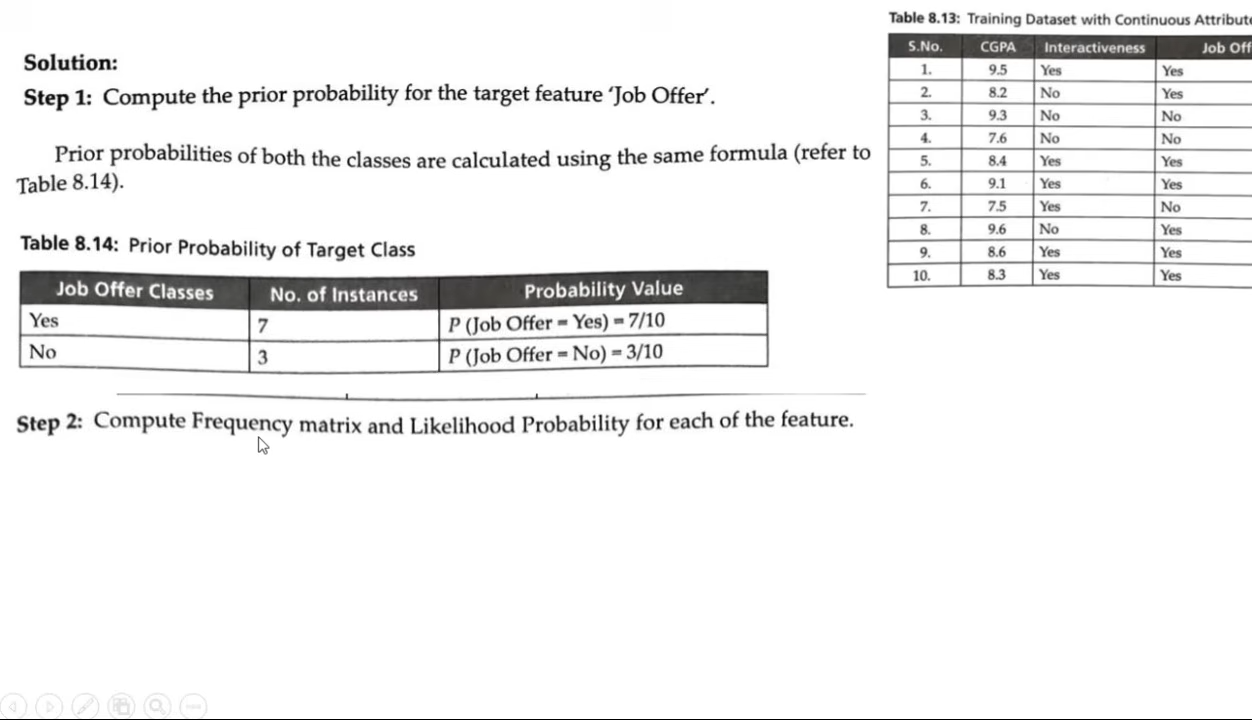 Solution:
Step 1: Compute the prior probability for the target feature ‘Job Offer’.
Prior probabilities of both the classes are calculated using the same formula (refer to
Table 8.14).
Table 8.14: Prior Probability of Target Class
Job Offer Classes No. of Instances Probability Value
Yes 7 P (Job Offer = Yes) = 7/10
No 3 P (Job Offer = No) = 3/10
Step 2: Compute Frequency matrix and Likelihood Probability for each of the feature.
Table 8.13: Training Dataset with Continuous Attribute
S.No. CGPA Interactiveness Job Off
1. 9.5 Yes Yes
2. 8.2 No Yes
3. 9.3 No No
4. 7.6 No No
5. 8.4 Yes Yes
6. 9.1 Yes Yes
7. 7.5 Yes No
8. 9.6 No Yes
9. 8.6 Yes Yes
10. 8.3 Yes Yes